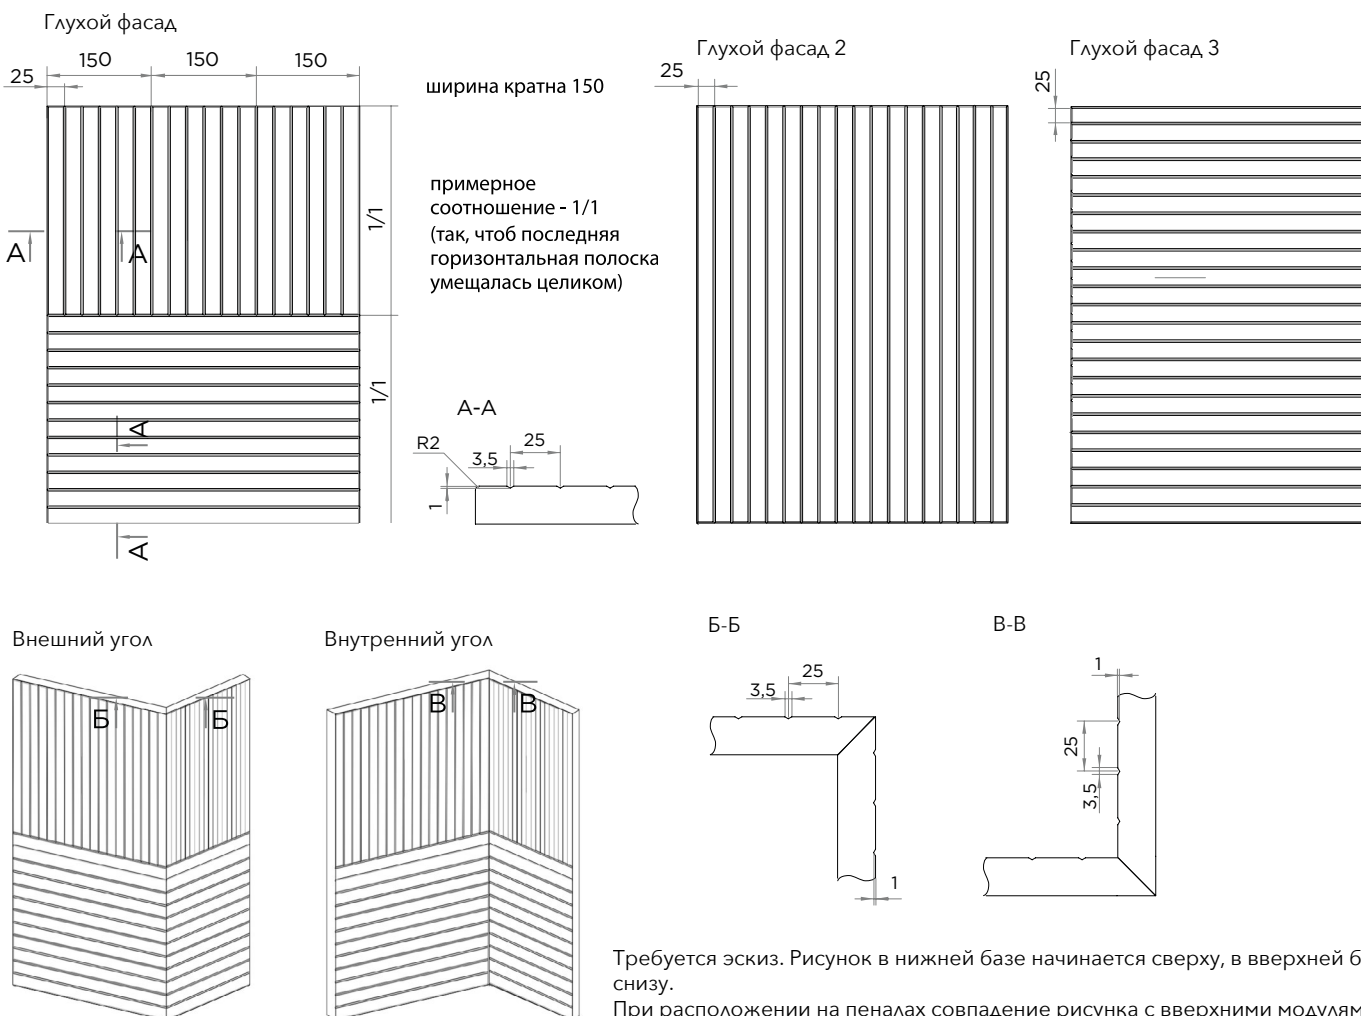 Глухой фасад
150 150 150
25
ширина кратна 150
примерное
соотношение - 1/1
(так, чтоб последняя
горизонтальная полоска
умещалась целиком)
1/1
А А
1/1
А
А
А-А
R2
25
3,5
1
Глухой фасад 2
25
Глухой фасад 3
25
Внешний угол
Б Б
Внутренний угол
В В
Б-Б
25
3,5
1
В-В
1
25
3,5
Требуется эскиз. Рисунок в нижней базе начинается сверху, в вверхней
снизу.
При расположении на пеналах совпадение рисунка с вверхними